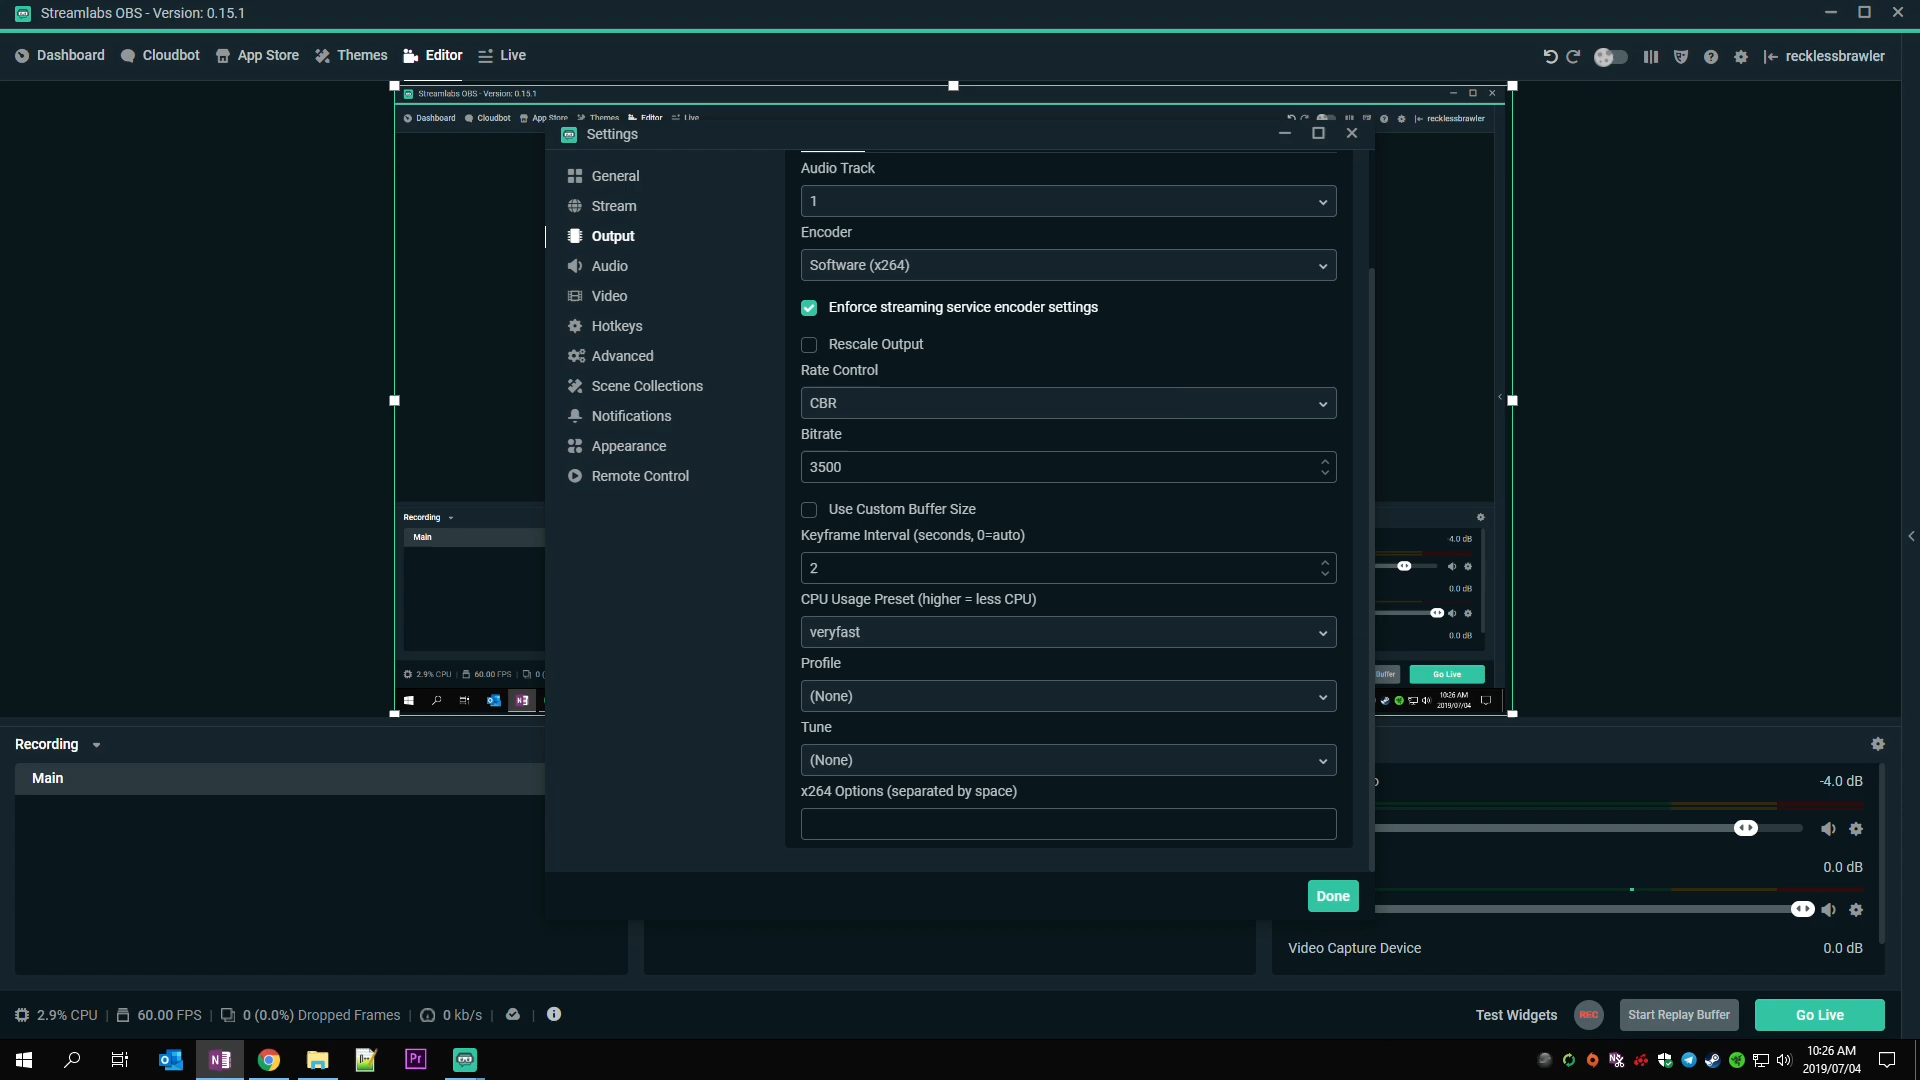 Streamlabs OBS - Version: 0.15.1
Dashboard Cloudbot App Store Themes Editor Live
recklessbrawler
Streamlabs OBS - Version: 0.15.1
Dashboard Cloudbot App Store Themes Editor Live
recklessbrawler
Settings
General
Stream
Output
Audio
Video
Hotkeys
Advanced
Scene Collections
Notifications
Appearance
Remote Control
Audio Track
1
Encoder
Software (x264)
Enforce streaming service encoder settings
Rescale Output
Rate Control
CBR
Bitrate
3500
Use Custom Buffer Size
Keyframe Interval (seconds, 0=auto)
2
CPU Usage Preset (higher = less CPU)
veryfast
Profile
(None)
Tune
(None)
x264 Options (separated by space)
Done
Recording
Main
-4.0 dB
0.0 dB
0.0 dB
2.9% CPU 60.00 FPS 0 (
Buffer
Go Live
10:26 AM
2019/07/04
Recording
Main
-4.0 dB
0.0 dB
Video Capture Device
0.0 dB
2.9% CPU 60.00 FPS 0 (0.0%) Dropped Frames 0 kb/s
Test Widgets
REC
Start Replay Buffer
Go Live
10:26 AM
2019/07/04